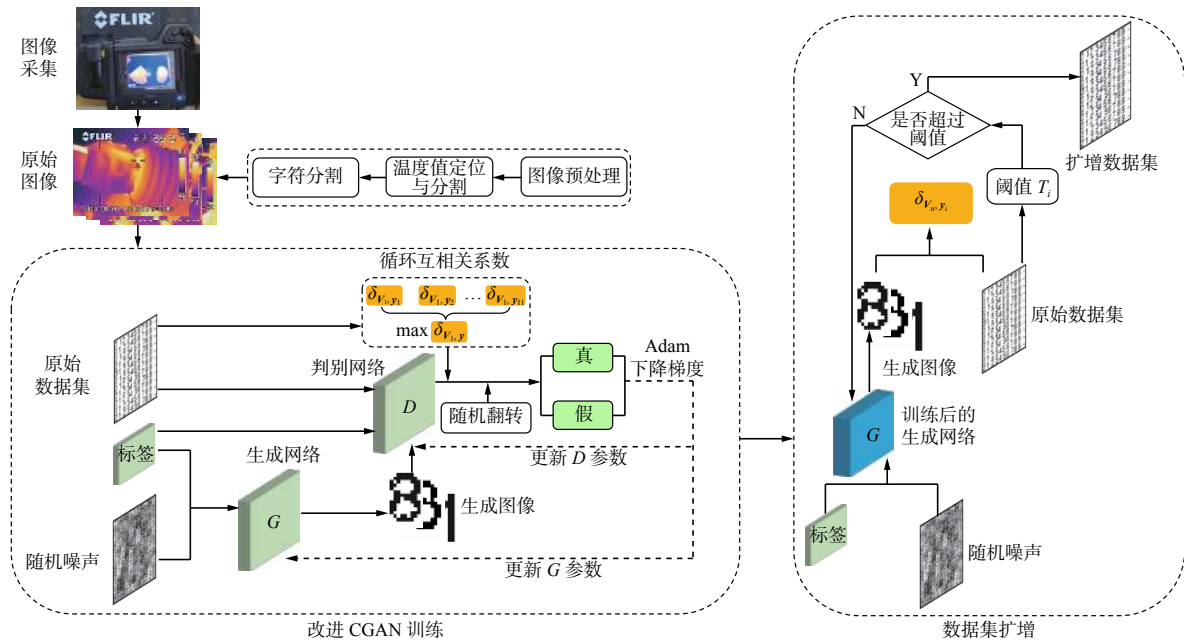 图像
采集
FLIR
原始
图像
FLIR
字符分割
温度值定位
与分割
图像预处理
循环互相关系数
δV₁, y₁ δV₁, y₂ … δV₁, y₁₁
max δV₁, y
原始
数据集
判别网络
D
随机翻转
真
假
Adam
下降梯度
标签
生成网络
G
生成图像
831
更新 D 参数
更新 G 参数
随机噪声
改进 CGAN 训练
Y
N
是否超过
阈值
扩增数据集
阈值 Tᵢ
δVₙ, yᵢ
831
原始数据集
生成图像
G
训练后的
生成网络
标签
随机噪声
数据集扩增